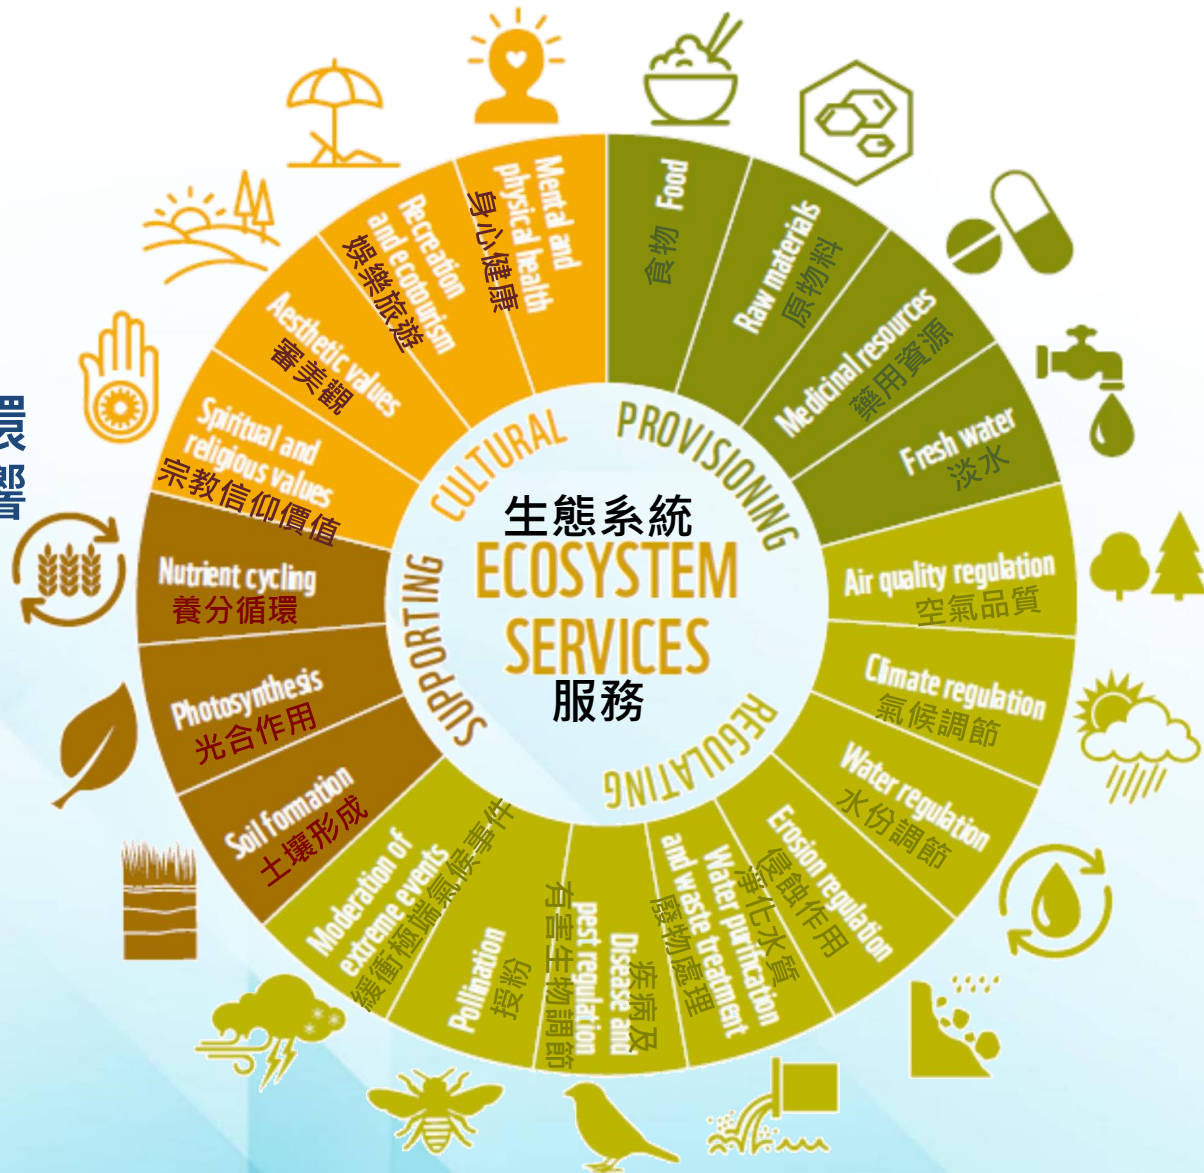 環
響
生態系統
ECOSYSTEM
SERVICES
服務
PROVISIONING
Food
食物
Raw materials
原物料
Medicinal resources
藥用資源
Fresh water
淡水
REGULATING
Air quality regulation
空氣品質
Climate regulation
氣候調節
Water regulation
水份調節
Erosion regulation
侵蝕作用
Water purification
and waste treatment
淨化水質
廢物處理
Disease and
pest regulation
疾病及
有害生物調節
Pollination
授粉
Moderation of
extreme events
緩衝極端氣候事件
SUPPORTING
Soil formation
土壤形成
Photosynthesis
光合作用
Nutrient cycling
養分循環
CULTURAL
Spiritual and
religious values
宗教信仰價值
Aesthetic values
審美觀
Recreation
and ecotourism
娛樂旅遊
Mental and
physical health
身心健康